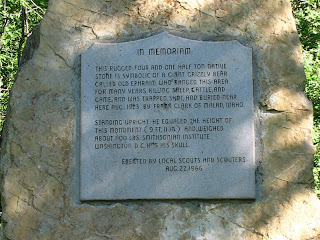 IN MEMORIAM
THIS RUGGED FOUR AND ONE HALF TON NATIVE
STONE IS SYMBOLIC OF A GIANT GRIZZLY BEAR
CALLED OLD EPHRAIM WHO RANGED THIS AREA
FOR MANY YEARS KILLING SHEEP, CATTLE, AND
GAME, AND WAS TRAPPED, SHOT, AND BURIED NEAR
HERE AUG. 1923 BY FRANK CLARK OF MALAD, IDAHO.
STANDING UPRIGHT HE EQUALED THE HEIGHT OF
THIS MONUMENT (9 FT. 11 IN.) AND WEIGHED
ABOUT 1100 LBS. SMITHSONIAN INSTITUTE
WASHINGTON D.C. HAS HIS SKULL.
ERECTED BY LOCAL SCOUTS AND SCOUTERS
AUG. 22, 1966